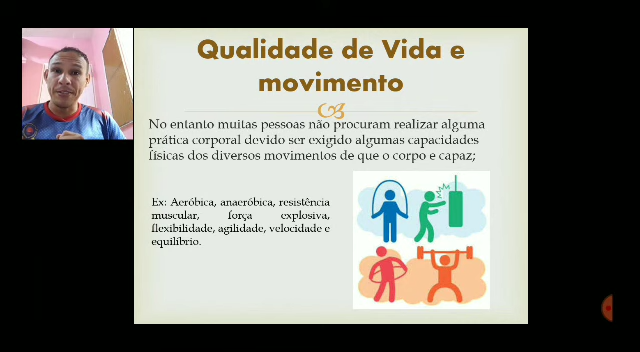 Qualidade de Vida e
movimento
No entanto muitas pessoas não procuram realizar alguma
prática corporal devido ser exigido algumas capacidades
físicas dos diversos movimentos de que o corpo e capaz;
Ex: Aeróbica, anaeróbica, resistência
muscular, força explosiva,
flexibilidade, agilidade, velocidade e
equilíbrio.